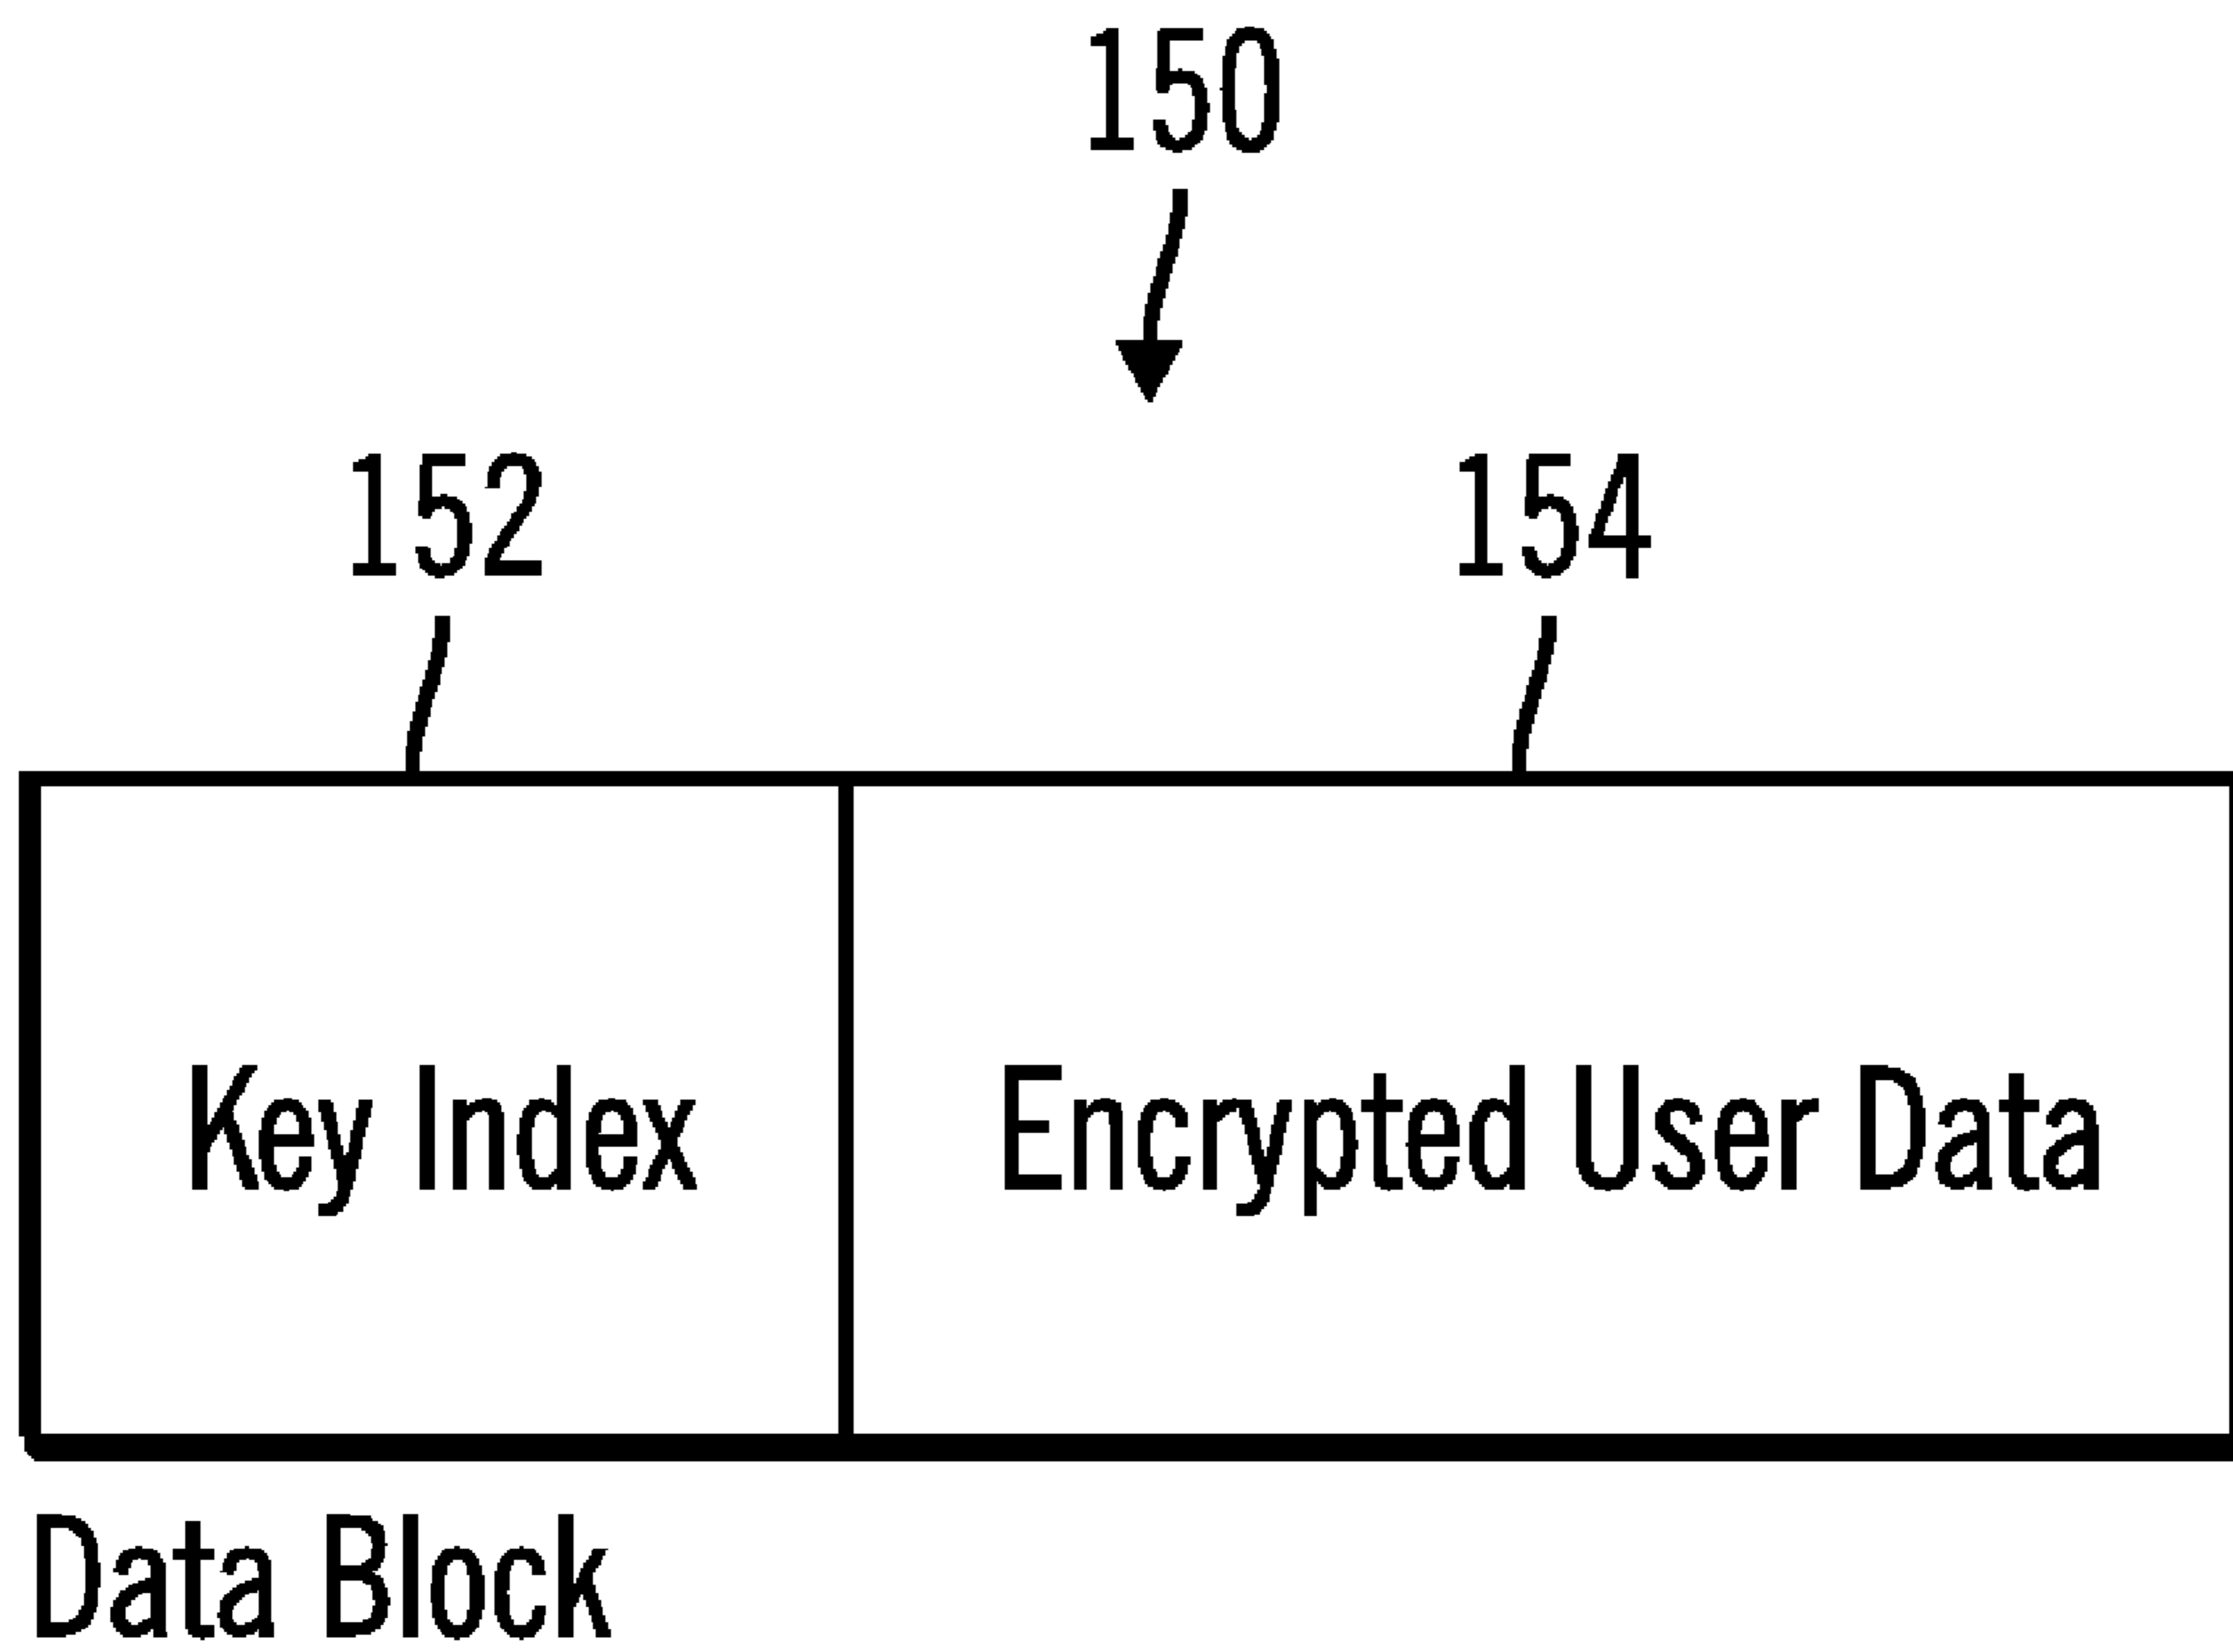 150
152
154
Key Index
Encrypted User Data
Data Block